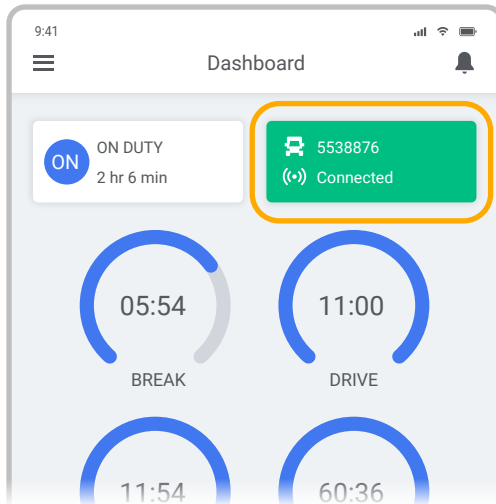 9:41
Dashboard
ON
ON DUTY
2 hr 6 min
5538876
Connected
05:54
BREAK
11:00
DRIVE
11:54
60:36